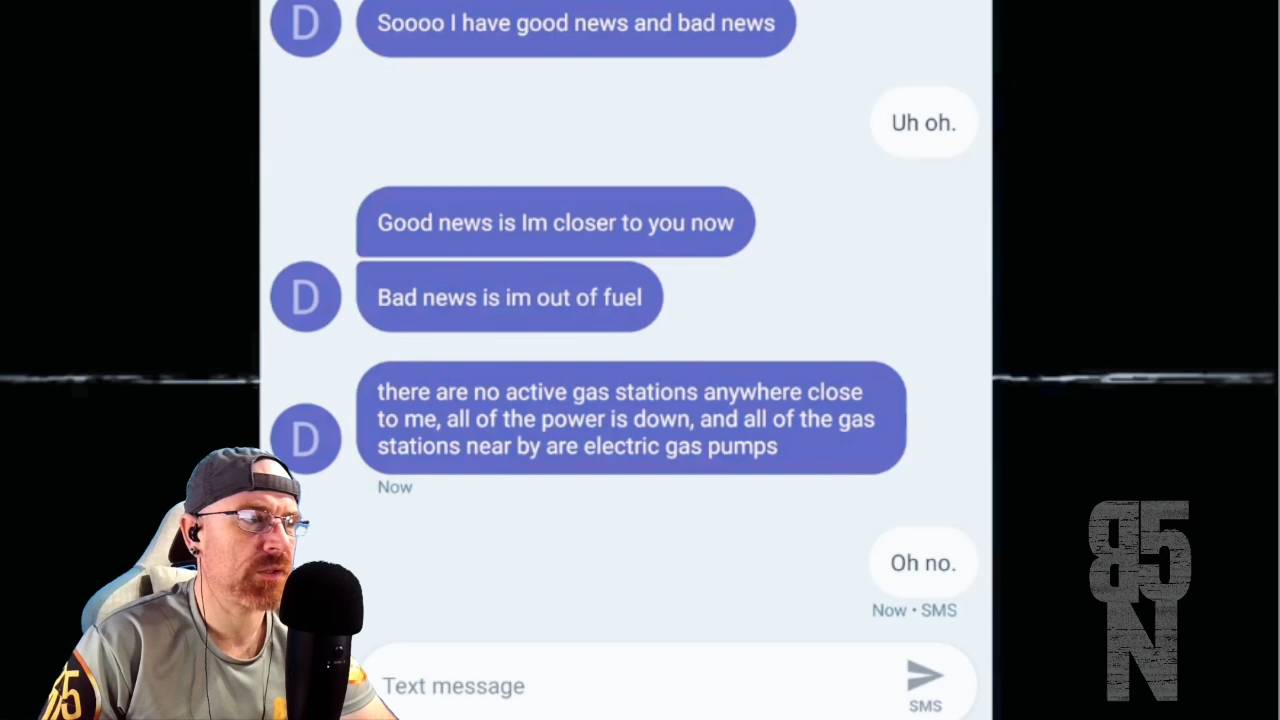 D
Soooo I have good news and bad news
Uh oh.
Good news is Im closer to you now
D
Bad news is im out of fuel
D
there are no active gas stations anywhere close
to me, all of the power is down, and all of the gas
stations near by are electric gas pumps
Now
Oh no.
Now • SMS
Text message
SMS
B5
N